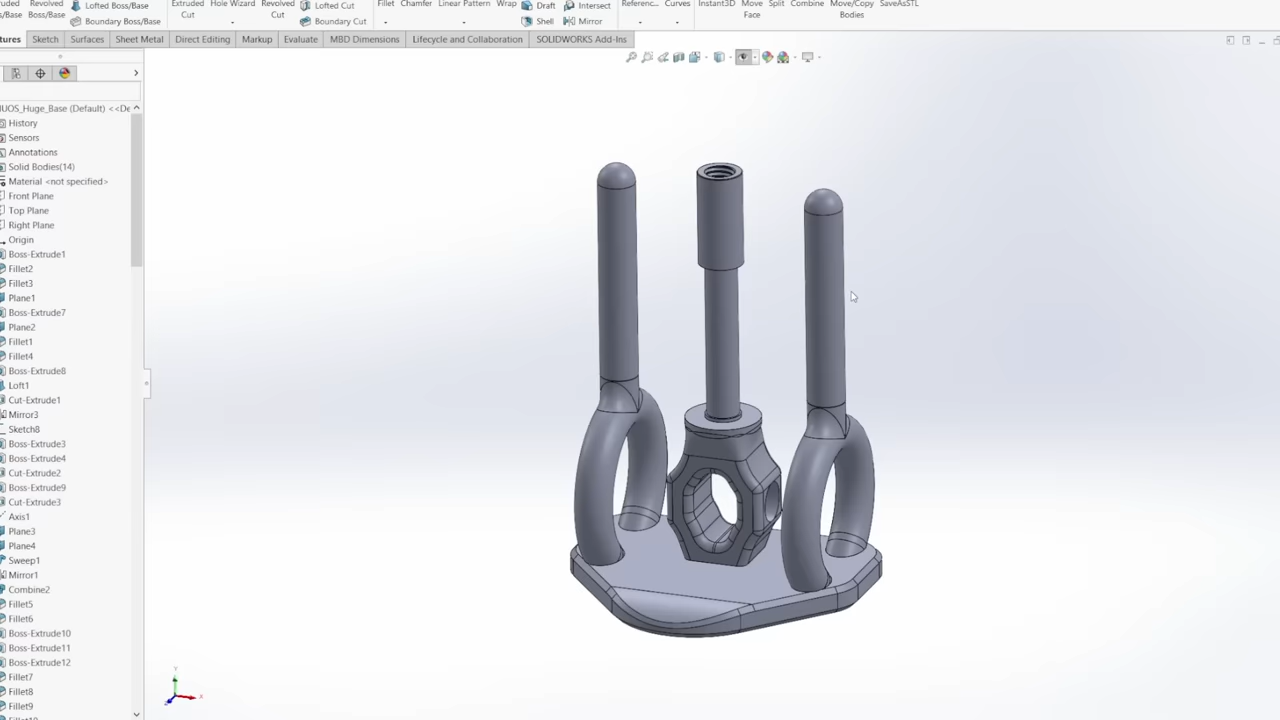 Lofted Boss/Base
Boundary Boss/Base
Extruded Cut
Hole Wizard
Revolved Cut
Lofted Cut
Boundary Cut
Fillet
Chamfer
Linear Pattern
Wrap
Draft
Shell
Intersect
Mirror
Referenc...
Curves
Instant3D
Move Face
Split
Combine
Move/Copy Bodies
SaveAsSTL
Sketch
Surfaces
Sheet Metal
Direct Editing
Markup
Evaluate
MBD Dimensions
Lifecycle and Collaboration
SOLIDWORKS Add-Ins
UOS_Huge_Base (Default) <<De
History
Sensors
Annotations
Solid Bodies(14)
Material <not specified>
Front Plane
Top Plane
Right Plane
Origin
Boss-Extrude1
Fillet2
Fillet3
Plane1
Boss-Extrude7
Plane2
Fillet1
Fillet4
Boss-Extrude8
Loft1
Cut-Extrude1
Mirror3
Sketch8
Boss-Extrude3
Boss-Extrude4
Cut-Extrude2
Boss-Extrude9
Cut-Extrude3
Axis1
Plane3
Plane4
Sweep1
Mirror1
Combine2
Fillet5
Fillet6
Boss-Extrude10
Boss-Extrude11
Boss-Extrude12
Fillet7
Fillet8
Fillet9